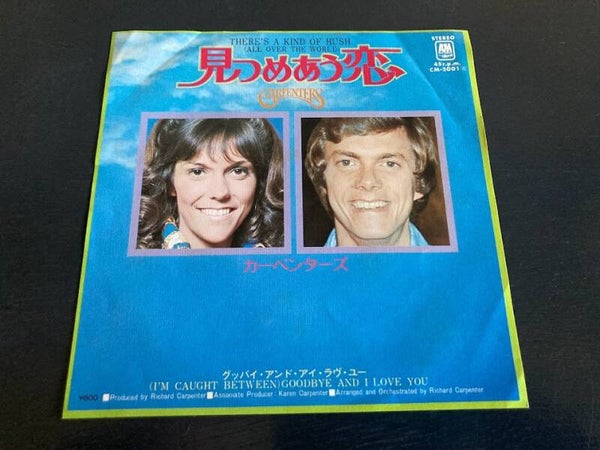 THERE'S A KIND OF HUSH
(ALL OVER THE WORLD)
見つめあう恋
CARPENTERS
STEREO
A&M
RECORDS
45r.p.m.
CM-2001
カーペンターズ
グッバイ・アンド・アイ・ラヴ・ユー
(I'M CAUGHT BETWEEN) GOODBYE AND I LOVE YOU
¥600 ■Produced by Richard Carpenter ■Associate Producer: Karen Carpenter ■Arranged and Orchestrated by Richard Carpenter